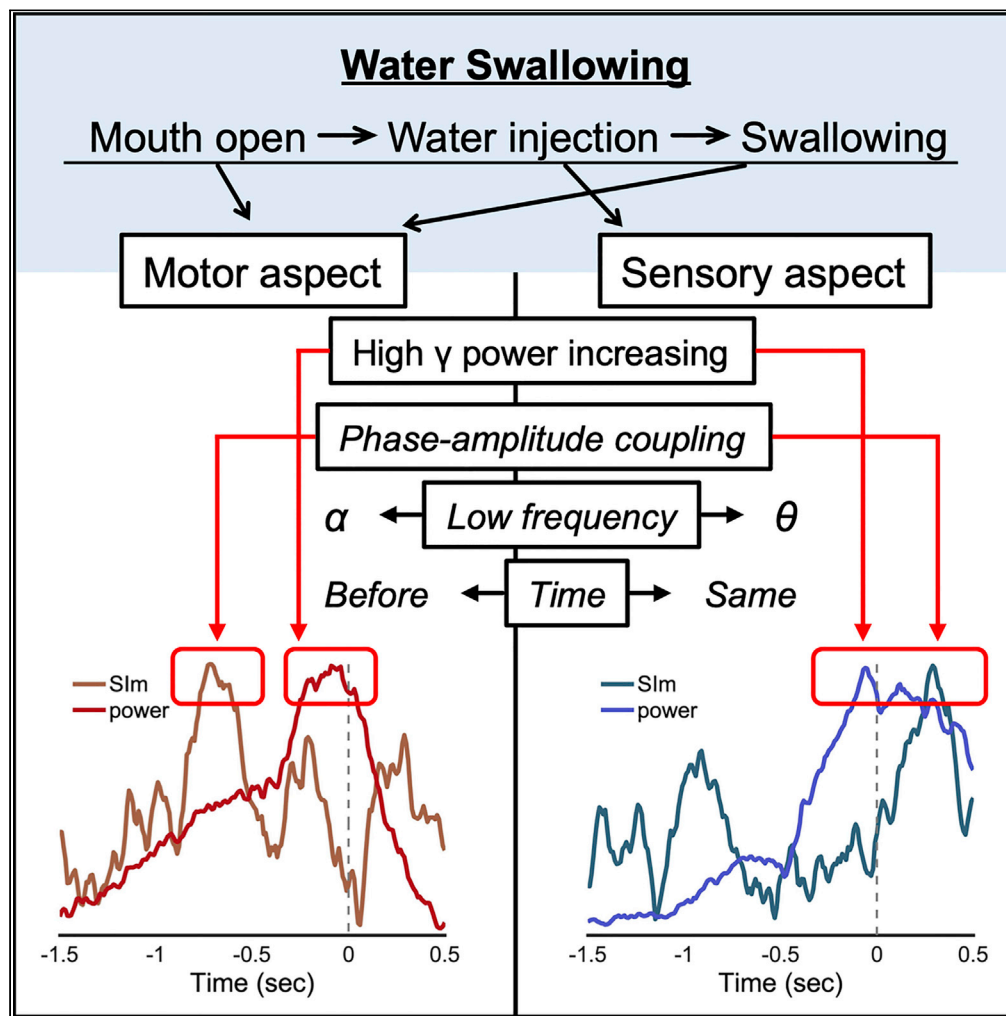 Water Swallowing
Mouth open → Water injection → Swallowing
Motor aspect
Sensory aspect
High γ power increasing
Phase-amplitude coupling
α
Low frequency
θ
Before
Time
Same
SIm
power
-1.5 -1 -0.5 0 0.5
Time (sec)
SIm
power
-1.5 -1 -0.5 0 0.5
Time (sec)